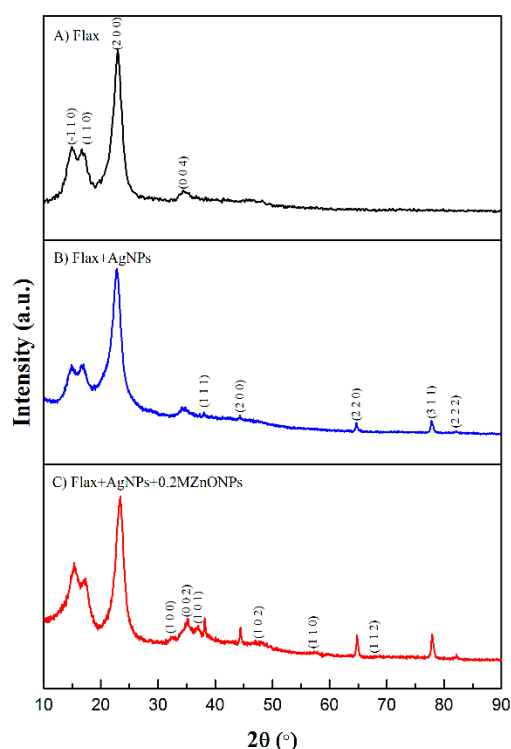 A) Flax
(-1 1 0)
(1 1 0)
(2 0 0)
(0 0 4)
B) Flax+AgNPs
(1 1 1)
(2 0 0)
(2 2 0)
(3 1 1)
(2 2 2)
C) Flax+AgNPs+0.2MZnONPs
(1 0 0)
(0 0 2)
(1 0 1)
(1 0 2)
(1 1 0)
(1 1 2)
Intensity (a.u.)
10 20 30 40 50 60 70 80 90
2θ (°)